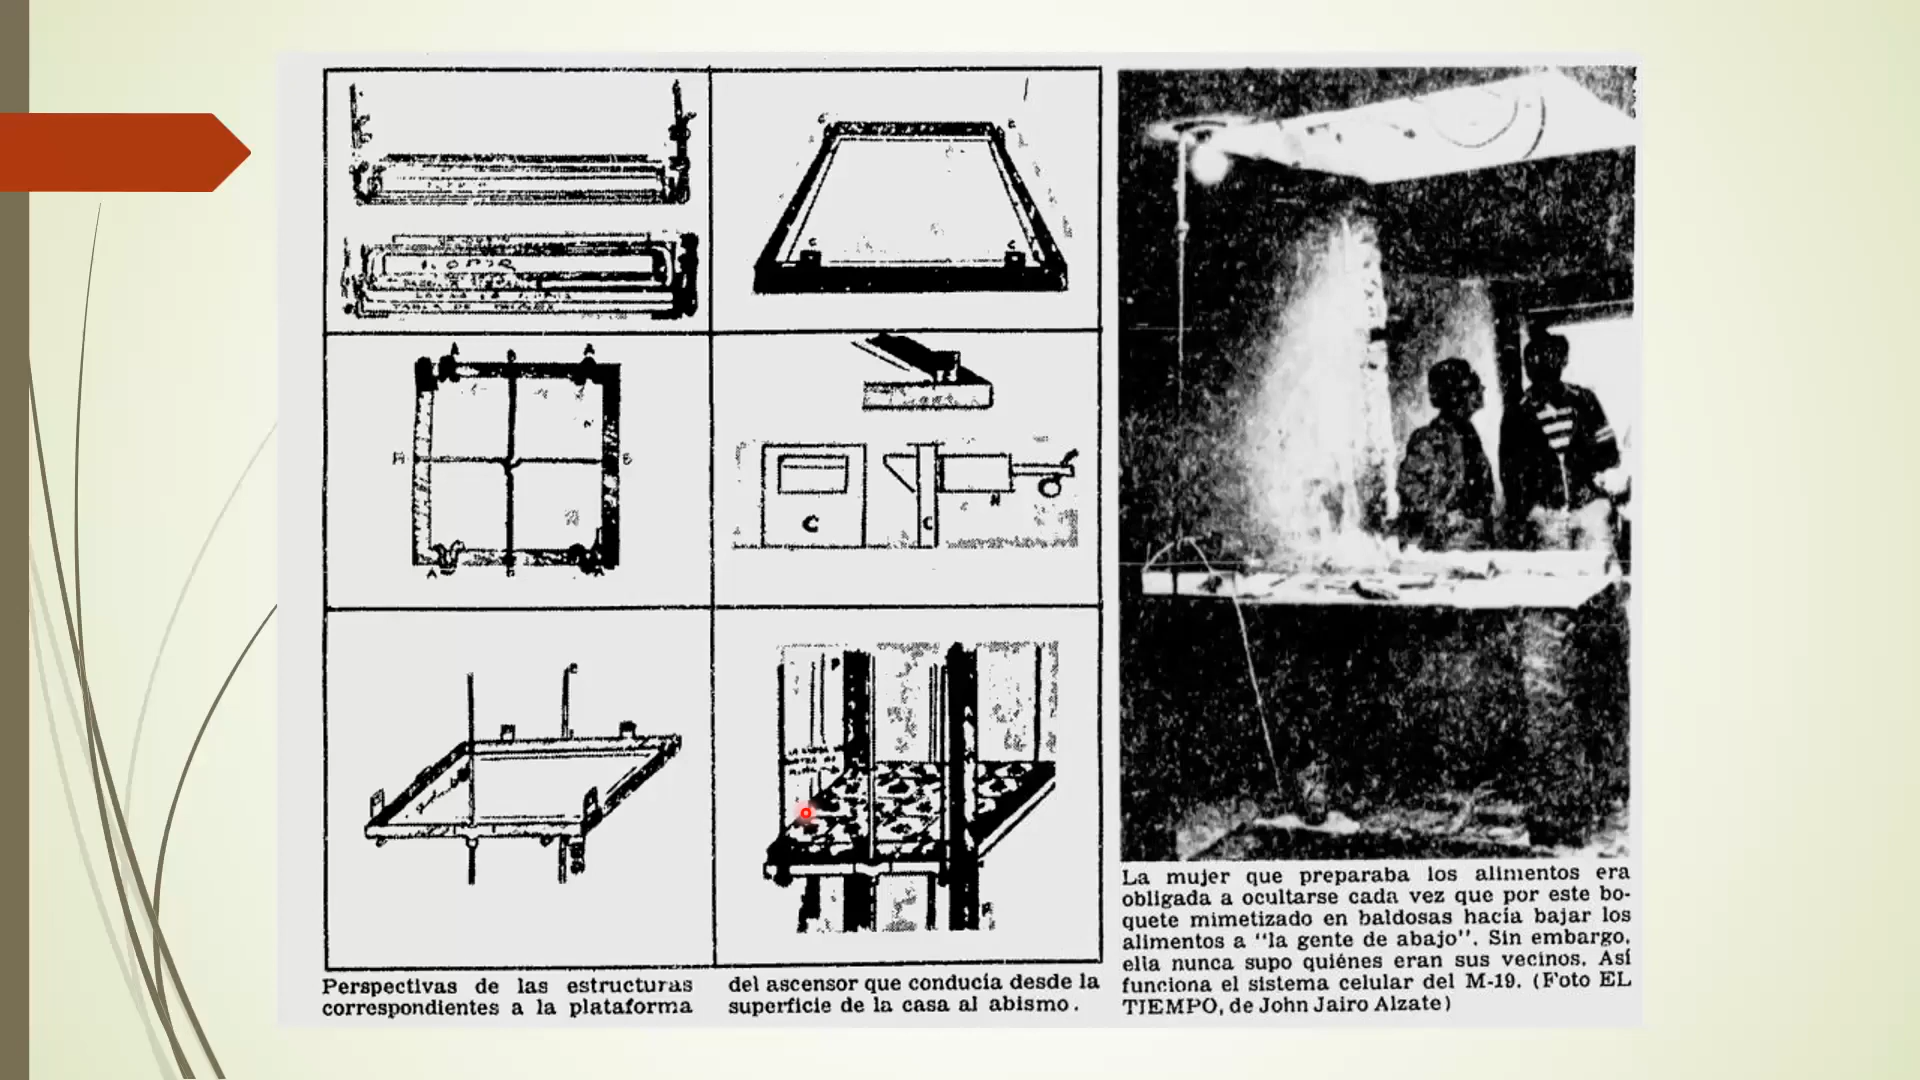 Perspectivas de las estructuras
correspondientes a la plataforma
del ascensor que conducía desde la
superficie de la casa al abismo.
La mujer que preparaba los alimentos era
obligada a ocultarse cada vez que por este bo-
quete mimetizado en baldosas hacía bajar los
alimentos a "la gente de abajo". Sin embargo,
ella nunca supo quiénes eran sus vecinos. Así
funciona el sistema celular del M-19. (Foto EL
TIEMPO, de John Jairo Alzate)